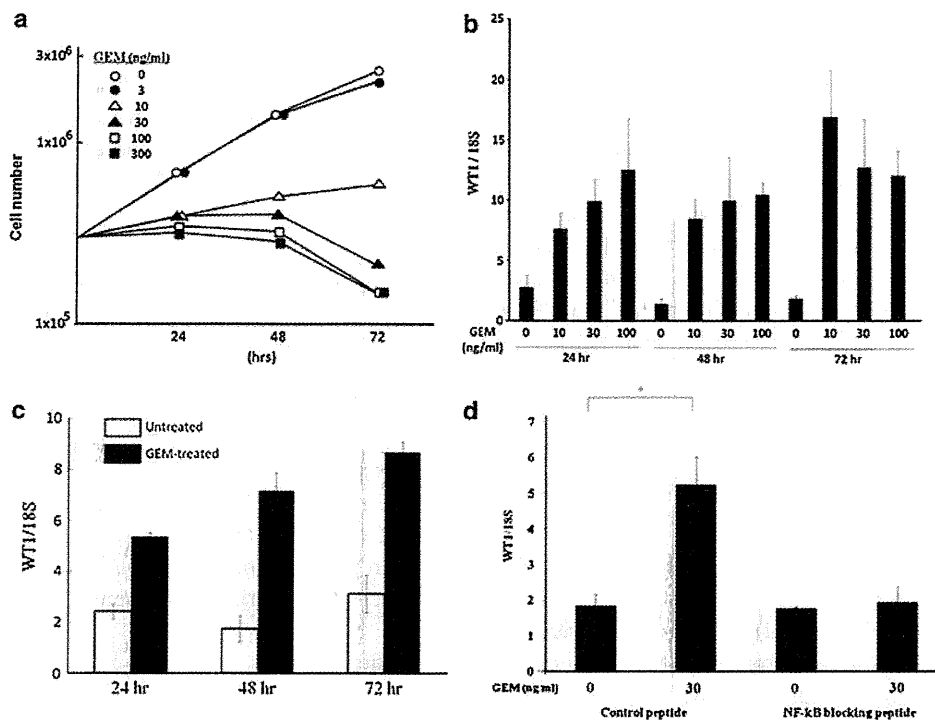 a
GEM (ng/ml)
0
3
10
30
100
300
3x10⁶
1x10⁶
1x10⁵
Cell number
24 48 72
(hrs)
b
25
20
15
10
5
0
WT1/18S
GEM (ng/ml)
0 10 30 100 0 10 30 100 0 10 30 100
24 hr 48 hr 72 hr
c
Untreated
GEM-treated
10
8
6
4
2
0
WT1/18S
24 hr 48 hr 72 hr
d
*
7
6
5
4
3
2
1
0
WT1/18S
GEM (ng/ml) 0 30 0 30
Control peptide NF-kB blocking peptide